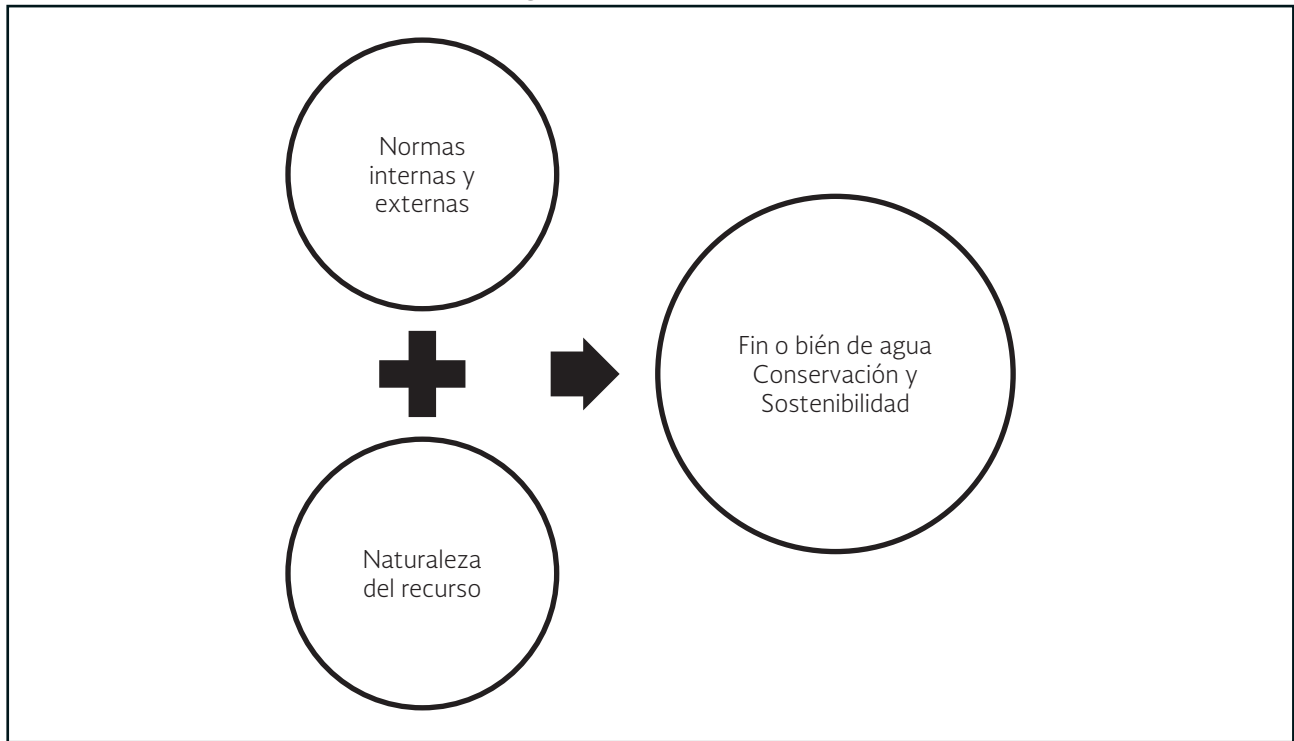 Normas
internas y
externas
Fin o bién de agua
Conservación y
Sostenibilidad
Naturaleza
del recurso